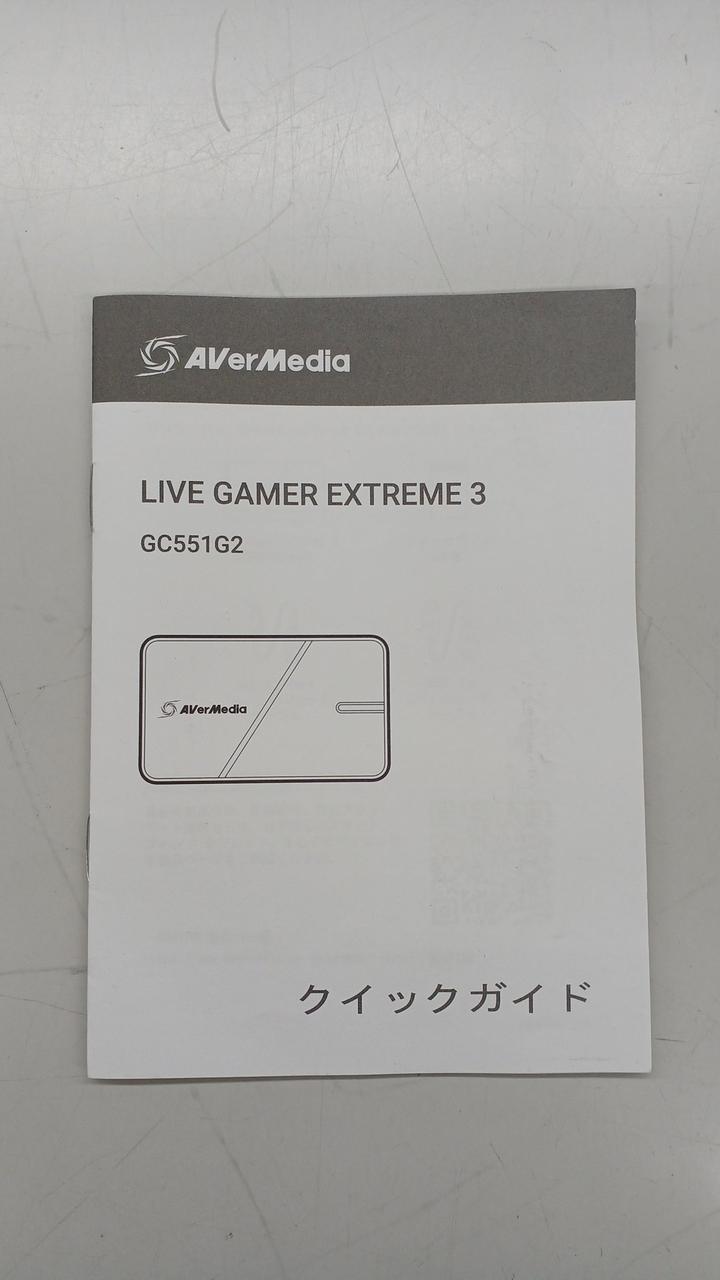 AVerMedia
LIVE GAMER EXTREME 3
GC551G2
AVerMedia
クイックガイド